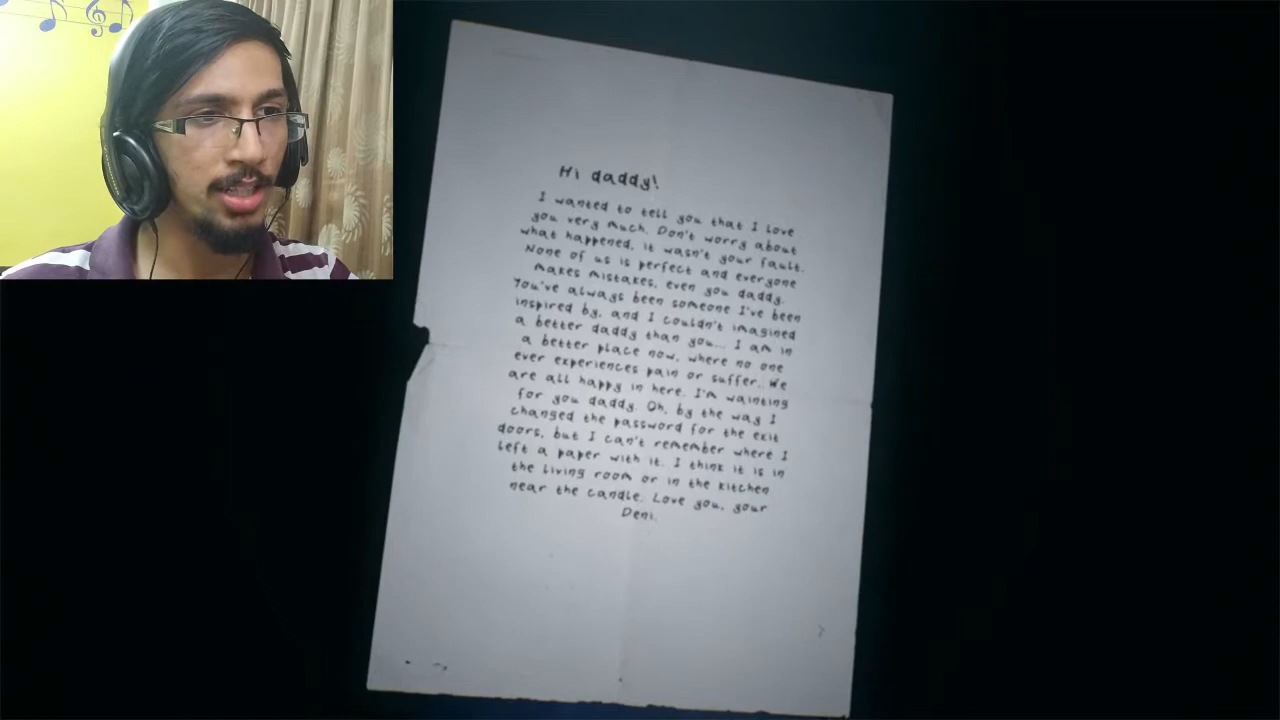 Hi daddy!
I wanted to tell you that I love
you very much. Don't worry about
what happened, it wasn't your fault.
None of us is perfect and everyone
makes mistakes, even you daddy.
You've always been someone I've been
inspired by, and I couldn't imagined
a better daddy than you... I am in
a better place now, where no one
ever experiences pain or suffer.. We
are all happy in here. I'm wainting
for you daddy. Oh, by the way I
changed the password for the exit
doors, but I can't remember where I
left a paper with it. I think it is in
the living room or in the kitchen
near the candle. Love you, your
Deni.